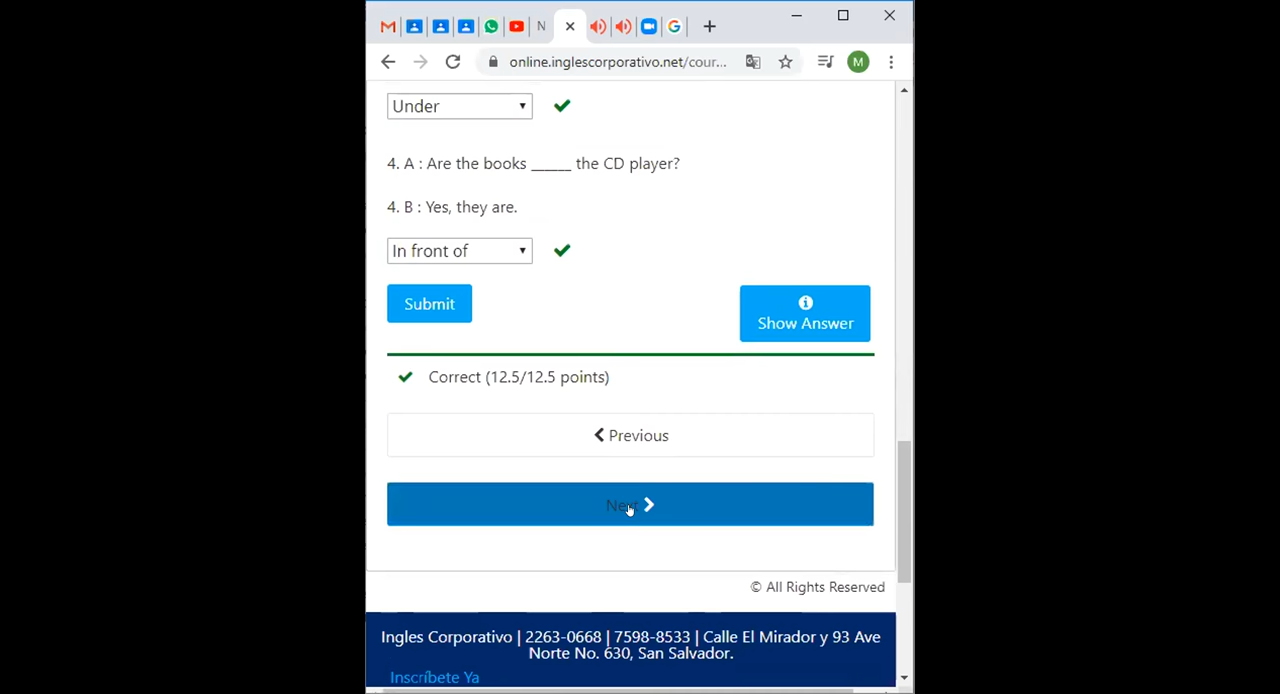 N
online.inglescorporativo.net/cour...
M
Under
4. A : Are the books ______ the CD player?
4. B : Yes, they are.
In front of
Submit
Show Answer
Correct (12.5/12.5 points)
Previous
Next
© All Rights Reserved
Ingles Corporativo | 2263-0668 | 7598-8533 | Calle El Mirador y 93 Ave
Norte No. 630, San Salvador.
Inscríbete Ya